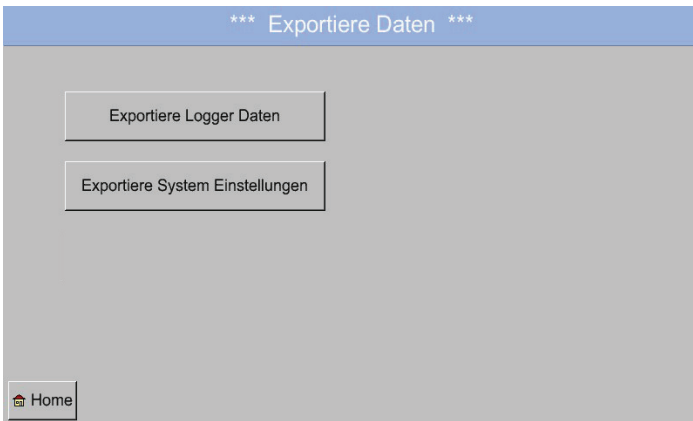 *** Exportiere Daten ***
Exportiere Logger Daten
Exportiere System Einstellungen
Home